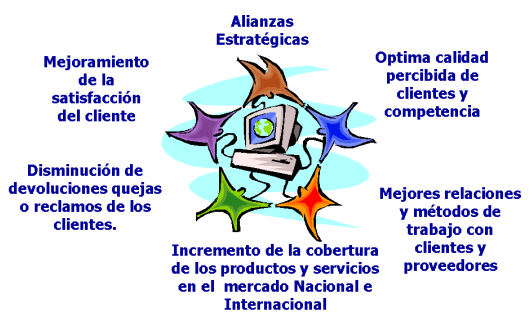 Alianzas
Estratégicas
Mejoramiento
de la
satisfacción
del cliente
Optima calidad
percibida de
clientes y
competencia
Disminución de
devoluciones quejas
o reclamos de los
clientes.
Mejores relaciones
y métodos de
trabajo con
clientes y
proveedores
Incremento de la cobertura
de los productos y servicios
en el mercado Nacional e
Internacional